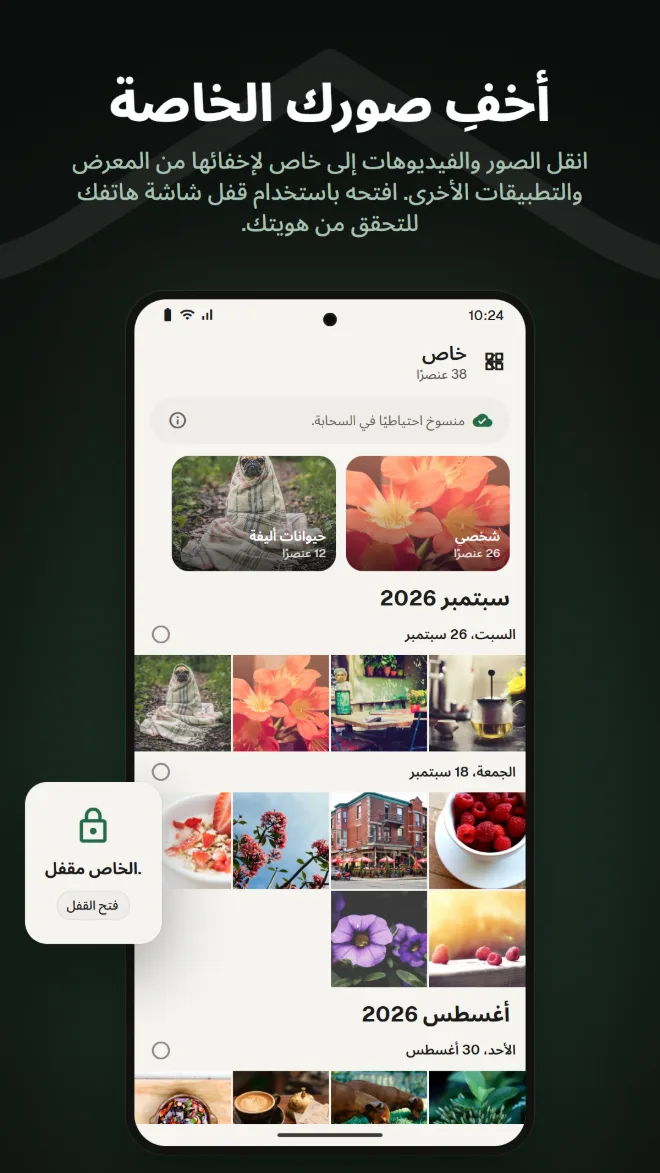 أخفِ صورك الخاصة
انقل الصور والفيديوهات إلى خاص لإخفائها من المعرض
والتطبيقات الأخرى. افتحه باستخدام قفل شاشة هاتفك
للتحقق من هويتك.
10:24
خاص
38 عنصرًا
منسوخ احتياطيًا في السحابة.
شخصي
26 عنصرًا
حيوانات أليفة
12 عنصرًا
سبتمبر 2026
السبت، 26 سبتمبر
الجمعة، 18 سبتمبر
الخاص مقفل.
فتح القفل
أغسطس 2026
الأحد، 30 أغسطس